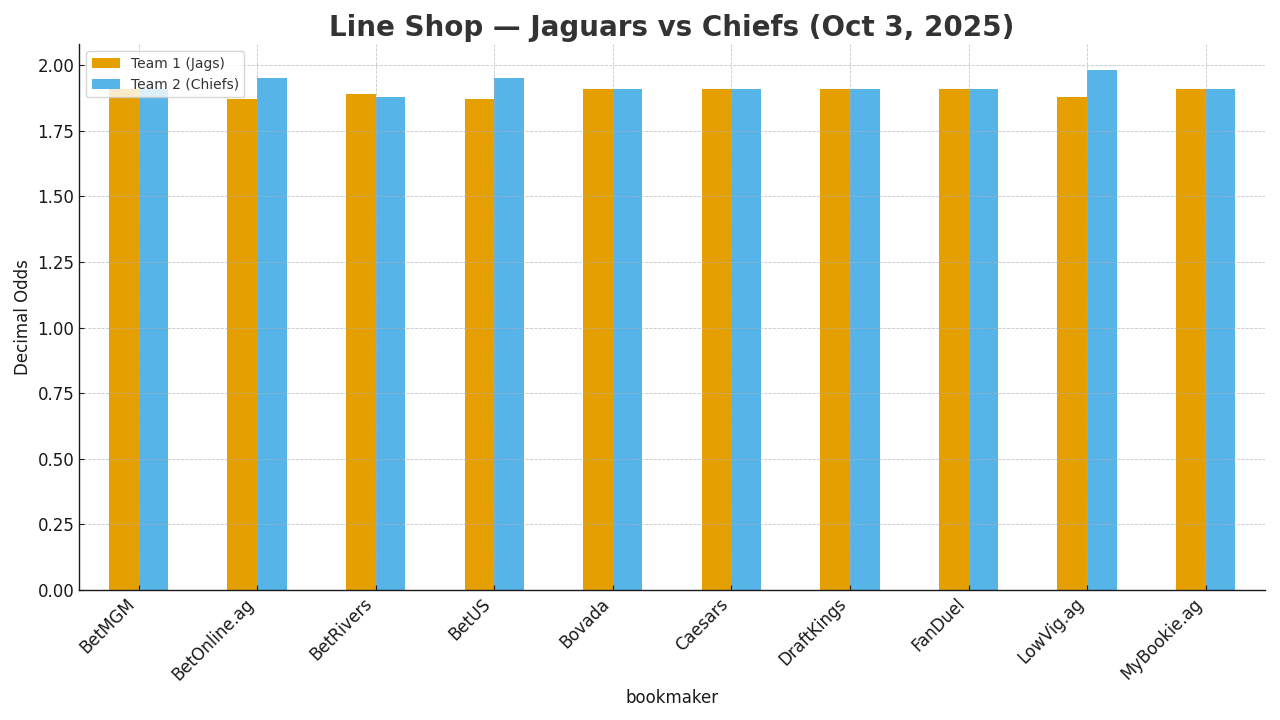 Line Shop — Jaguars vs Chiefs (Oct 3, 2025)
Team 1 (Jags)
Team 2 (Chiefs)
Decimal Odds
2.00
1.75
1.50
1.25
1.00
0.75
0.50
0.25
0.00
BetMGM
BetOnline.ag
BetRivers
BetUS
Bovada
Caesars
DraftKings
FanDuel
LowVig.ag
MyBookie.ag
bookmaker